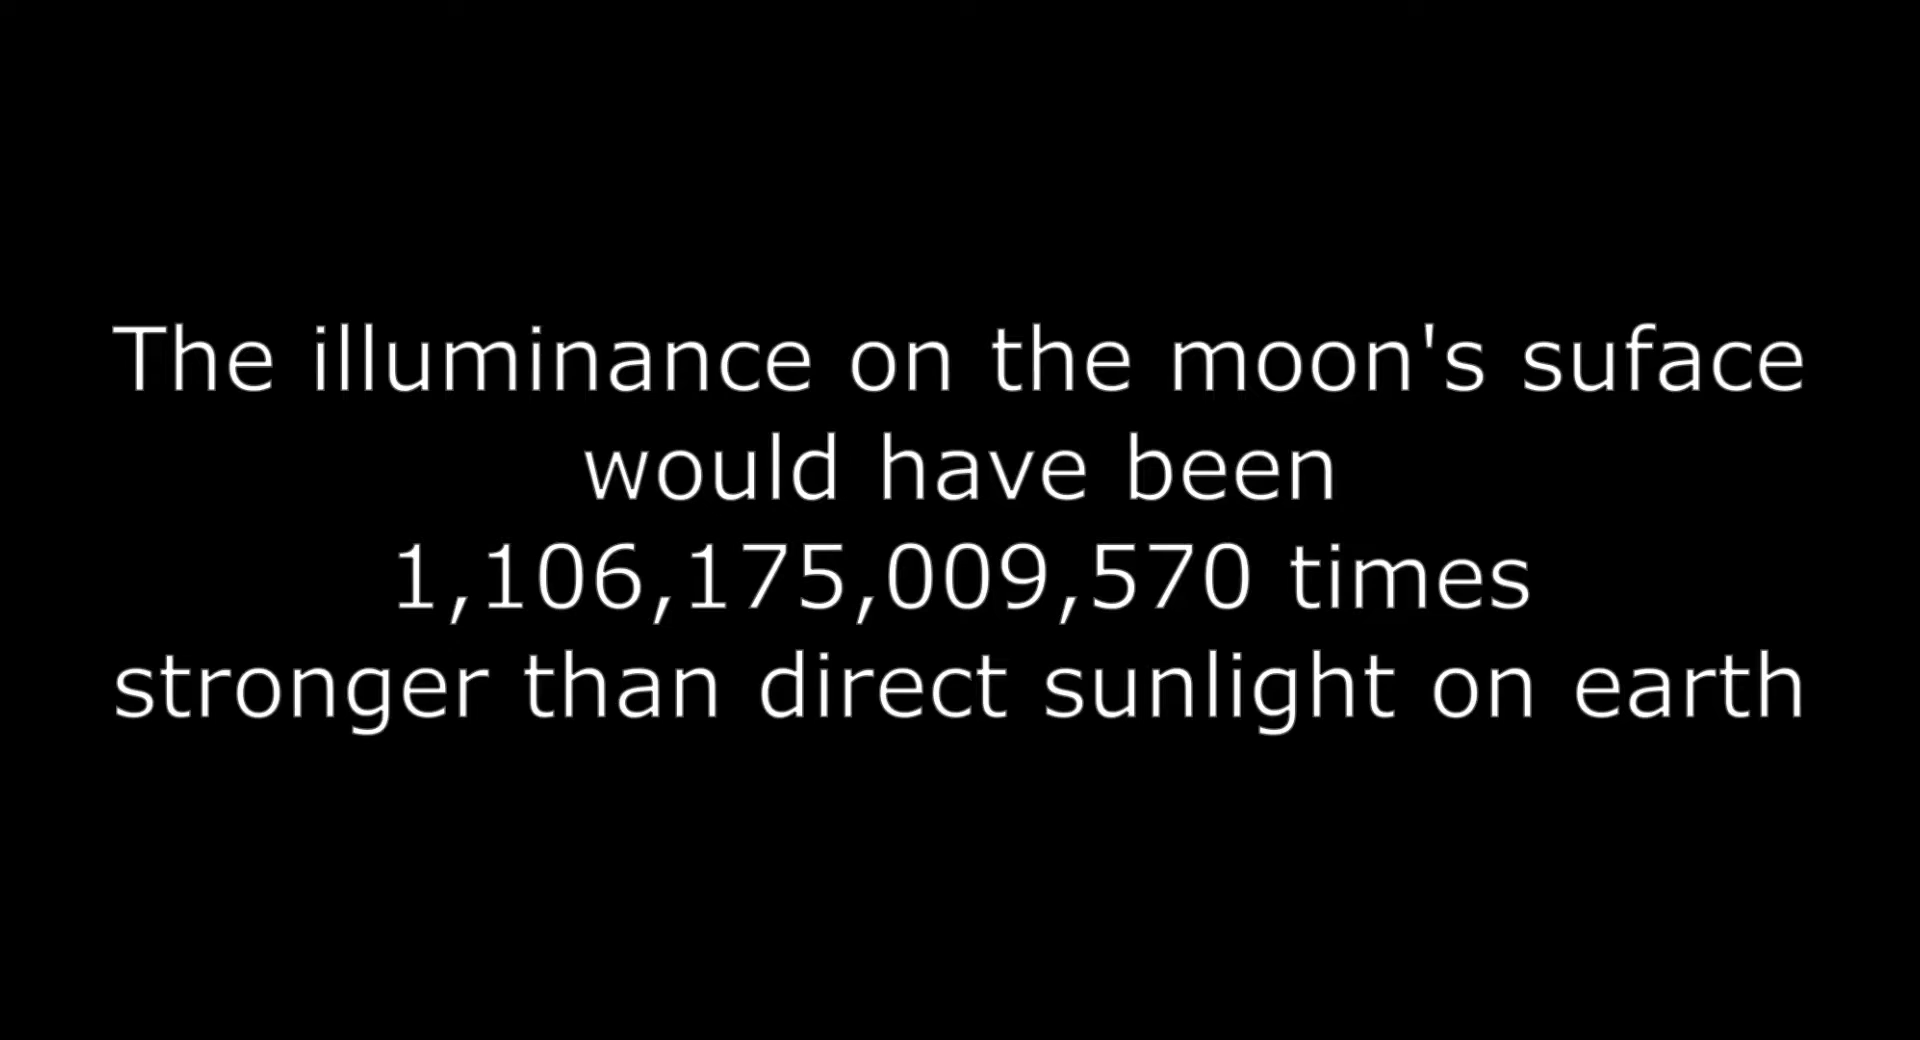 The illuminance on the moon's suface
would have been
1,106,175,009,570 times
stronger than direct sunlight on earth